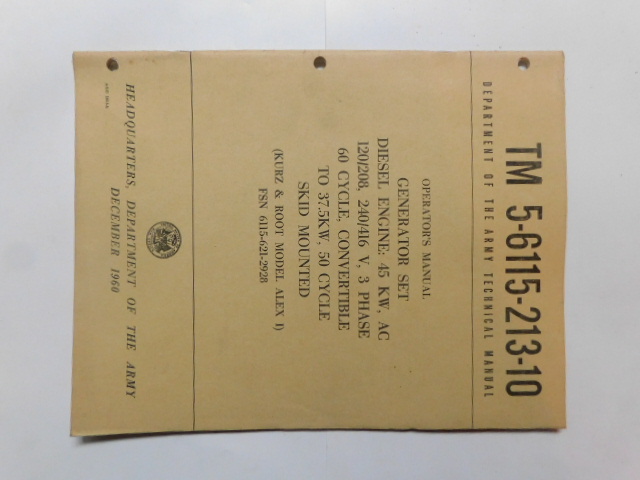 TM 5-6115-213-10
DEPARTMENT OF THE ARMY TECHNICAL MANUAL
OPERATOR'S MANUAL
GENERATOR SET
DIESEL ENGINE: 45 KW, AC
120/208, 240/416 V, 3 PHASE
60 CYCLE, CONVERTIBLE
TO 37.5KW, 50 CYCLE
SKID MOUNTED
(KURZ & ROOT MODEL ALEX I)
FSN 6115-621-2928
HEADQUARTERS, DEPARTMENT OF THE ARMY
DECEMBER 1960